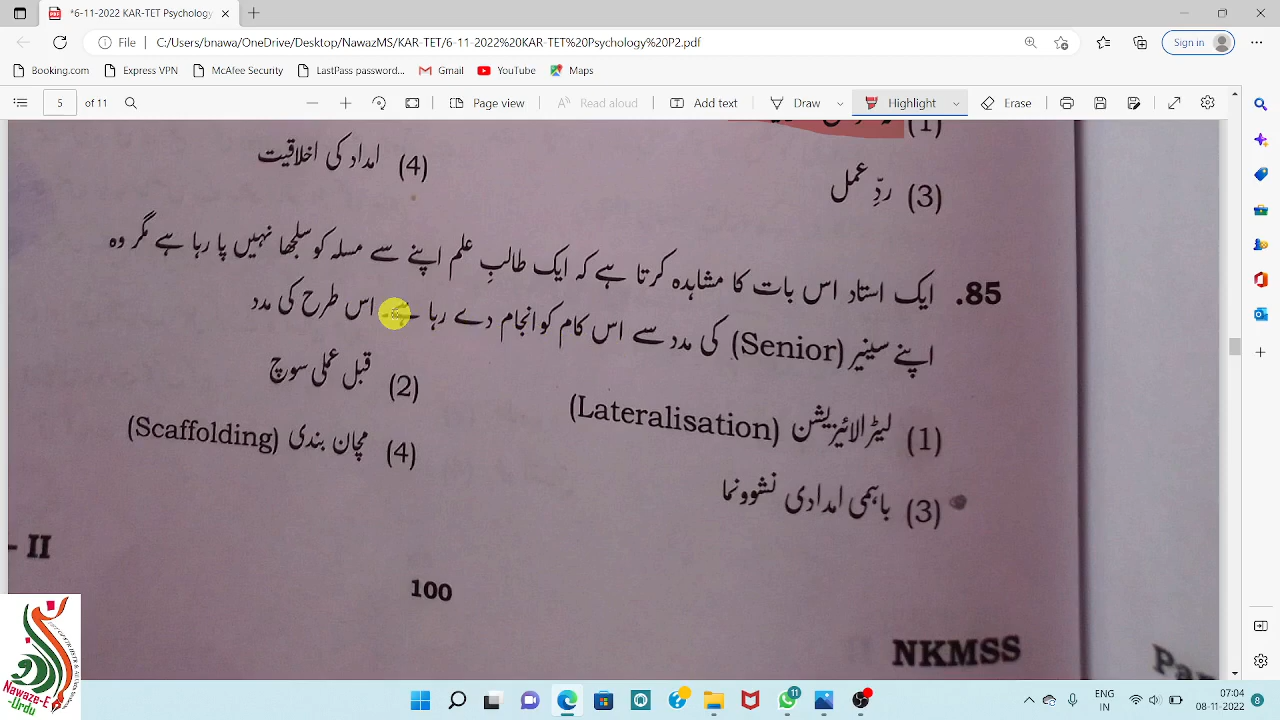 *6-11-2022 KAR-TET Psychology
File C:/Users/bnawa/OneDrive/Desktop/NawazMSS/KAR-TET/6-11-2022%20KAR-TET%20Psychology%20P2.pdf
Sign in
Booking.com Express VPN McAfee Security LastPass password... Gmail YouTube Maps
5 of 11 Page view Read aloud Add text Draw Highlight Erase
(1)
(3) ردِّ عمل (4) امداد کی اخلاقیت
85. ایک استاد اس بات کا مشاہدہ کرتا ہے کہ ایک طالبِ علم اپنے سے مسلہ کو سلجھا نہیں پا رہا ہے مگر وہ
اپنے سینیر (Senior) کی مدد سے اس کام کو انجام دے رہا ہے۔ اس طرح کی مدد
(1) لیٹرالائیزیشن (Lateralisation) (2) قبل عملی سوچ
(3) باہمی امدادی نشوونما (4) مچان بندی (Scaffolding)
- II
100
NKMSS
Nawaz-E
-Urdu
11
ENG
IN
07:04
08-11-2022
8